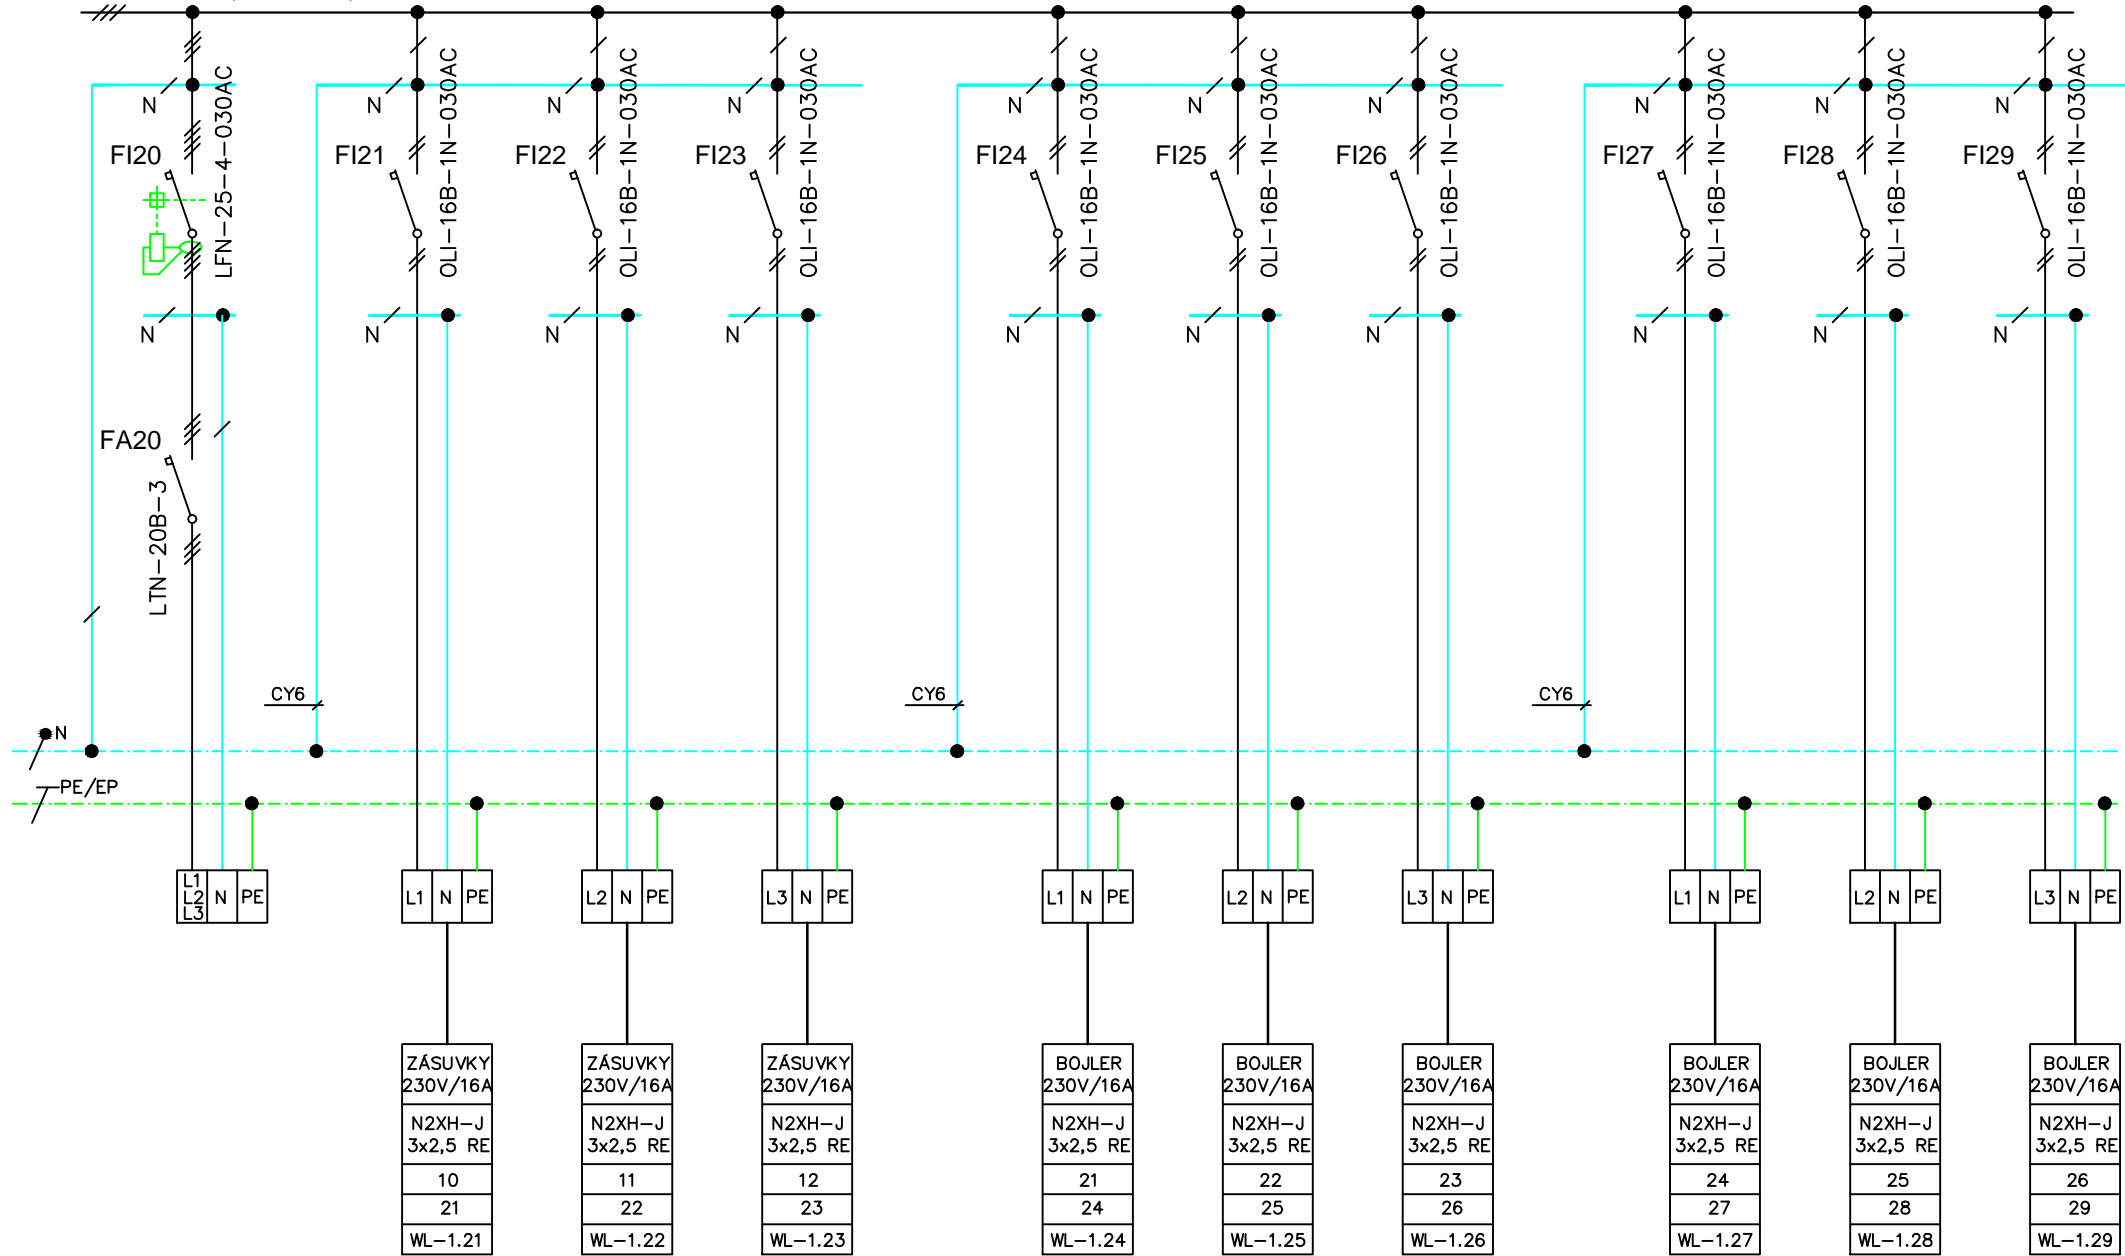 N
N
N
N
N
N
N
N
N
N
FI20
LFN-25-4-030AC
FI21
OLI-16B-1N-030AC
FI22
OLI-16B-1N-030AC
FI23
OLI-16B-1N-030AC
FI24
OLI-16B-1N-030AC
FI25
OLI-16B-1N-030AC
FI26
OLI-16B-1N-030AC
FI27
OLI-16B-1N-030AC
FI28
OLI-16B-1N-030AC
FI29
OLI-16B-1N-030AC
N
N
N
N
N
N
N
N
N
N
FA20
LTN-20B-3
CY6
CY6
CY6
N
PE/EP
L1
L2
L3
N PE
L1 N PE
L2 N PE
L3 N PE
L1 N PE
L2 N PE
L3 N PE
L1 N PE
L2 N PE
L3 N PE
ZÁSUVKY
230V/16A
N2XH-J
3x2,5 RE
10
21
WL-1.21
ZÁSUVKY
230V/16A
N2XH-J
3x2,5 RE
11
22
WL-1.22
ZÁSUVKY
230V/16A
N2XH-J
3x2,5 RE
12
23
WL-1.23
BOJLER
230V/16A
N2XH-J
3x2,5 RE
21
24
WL-1.24
BOJLER
230V/16A
N2XH-J
3x2,5 RE
22
25
WL-1.25
BOJLER
230V/16A
N2XH-J
3x2,5 RE
23
26
WL-1.26
BOJLER
230V/16A
N2XH-J
3x2,5 RE
24
27
WL-1.27
BOJLER
230V/16A
N2XH-J
3x2,5 RE
25
28
WL-1.28
BOJLER
230V/16A
N2XH-J
3x2,5 RE
26
29
WL-1.29